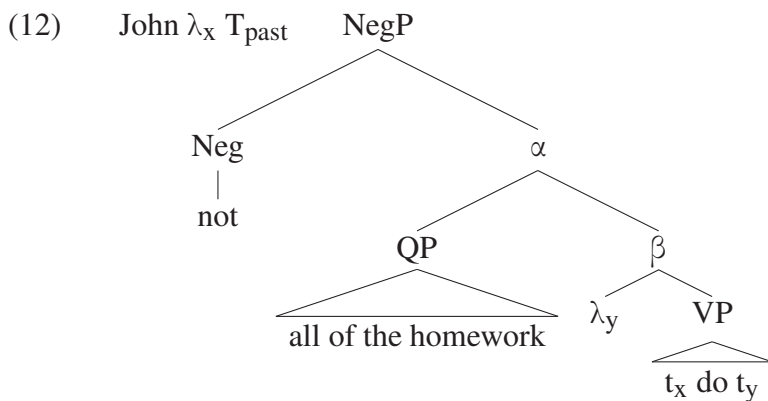 (12) John λx Tpast NegP
Neg α
not
QP β
all of the homework λy VP
tx do ty